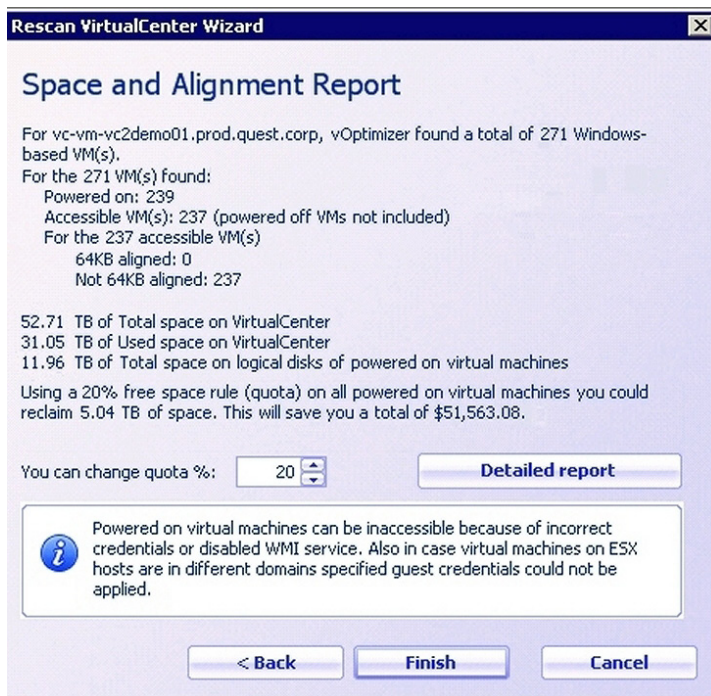 Rescan VirtualCenter Wizard
Space and Alignment Report
For vc-vm-vc2demo01.prod.quest.corp, vOptimizer found a total of 271 Windows-
based VM(s).
For the 271 VM(s) found:
Powered on: 239
Accessible VM(s): 237 (powered off VMs not included)
For the 237 accessible VM(s)
64KB aligned: 0
Not 64KB aligned: 237
52.71 TB of Total space on VirtualCenter
31.05 TB of Used space on VirtualCenter
11.96 TB of Total space on logical disks of powered on virtual machines
Using a 20% free space rule (quota) on all powered on virtual machines you could
reclaim 5.04 TB of space. This will save you a total of $51,563.08.
You can change quota %: 20 Detailed report
Powered on virtual machines can be inaccessible because of incorrect
credentials or disabled WMI service. Also in case virtual machines on ESX
hosts are in different domains specified guest credentials could not be
applied.
< Back Finish Cancel